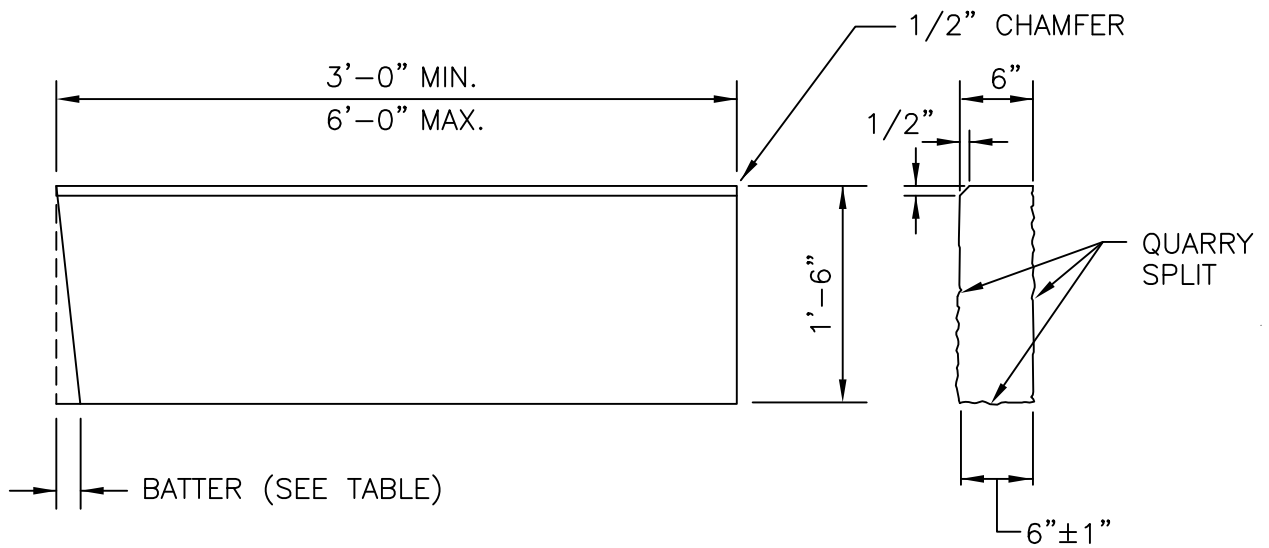 1/2” CHAMFER
3’–0” MIN.
6’–0” MAX.
6”
1/2”
1’–6”
QUARRY
SPLIT
BATTER (SEE TABLE)
6”±1”